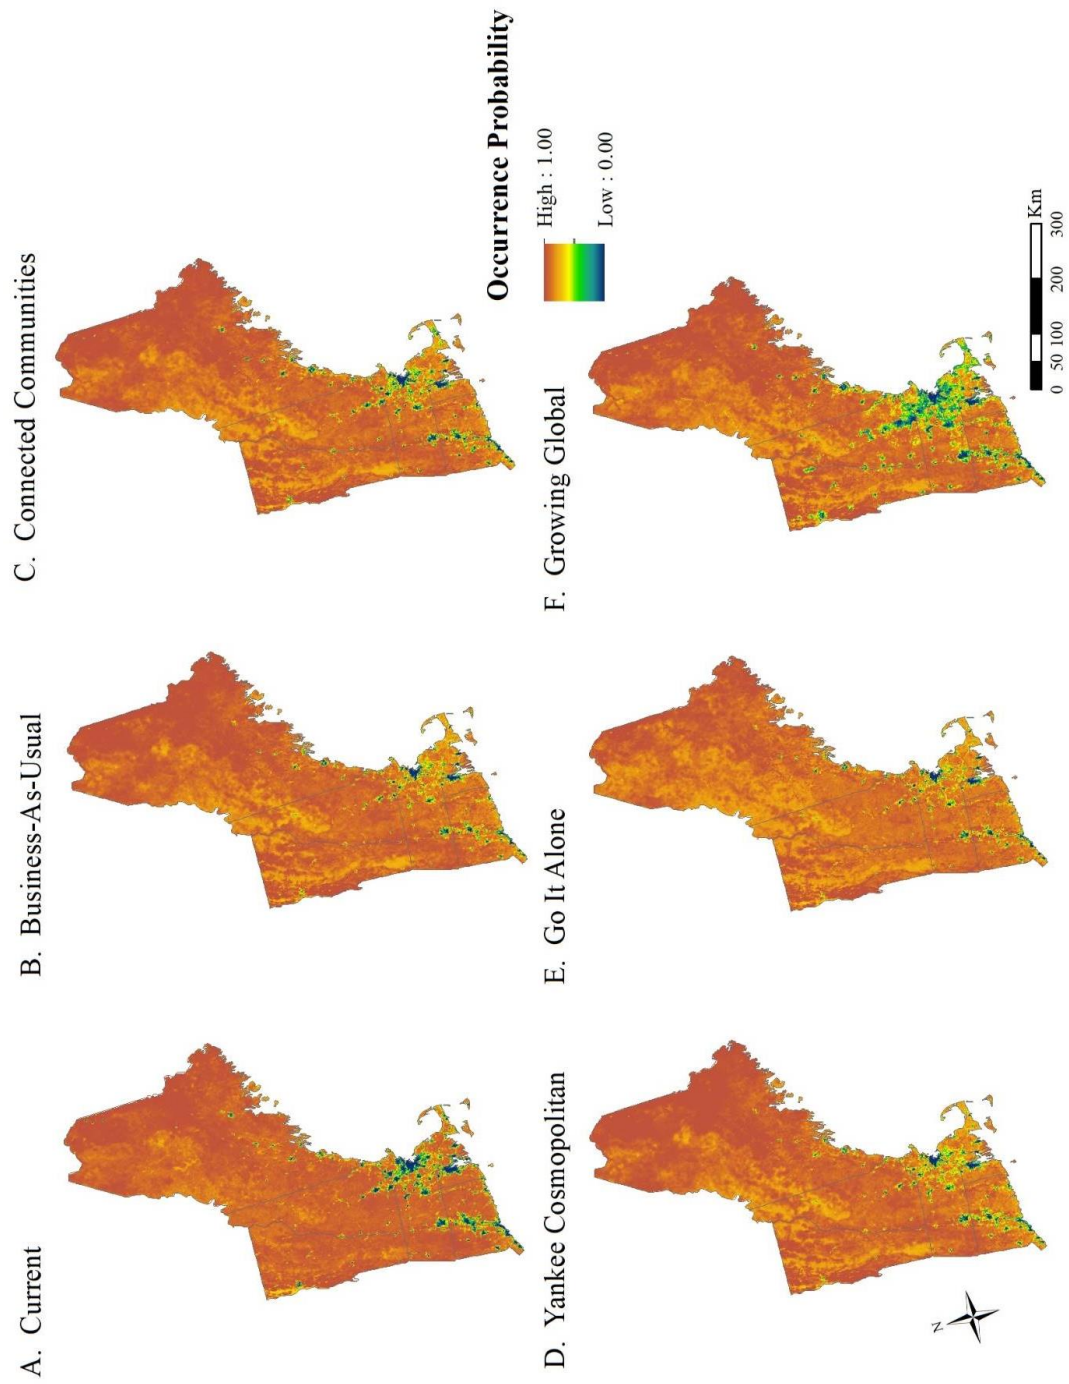 A. Current
B. Business-As-Usual
C. Connected Communities
D. Yankee Cosmopolitan
E. Go It Alone
F. Growing Global
Occurrence Probability
High : 1.00
Low : 0.00
N
Km
0 50 100 200 300